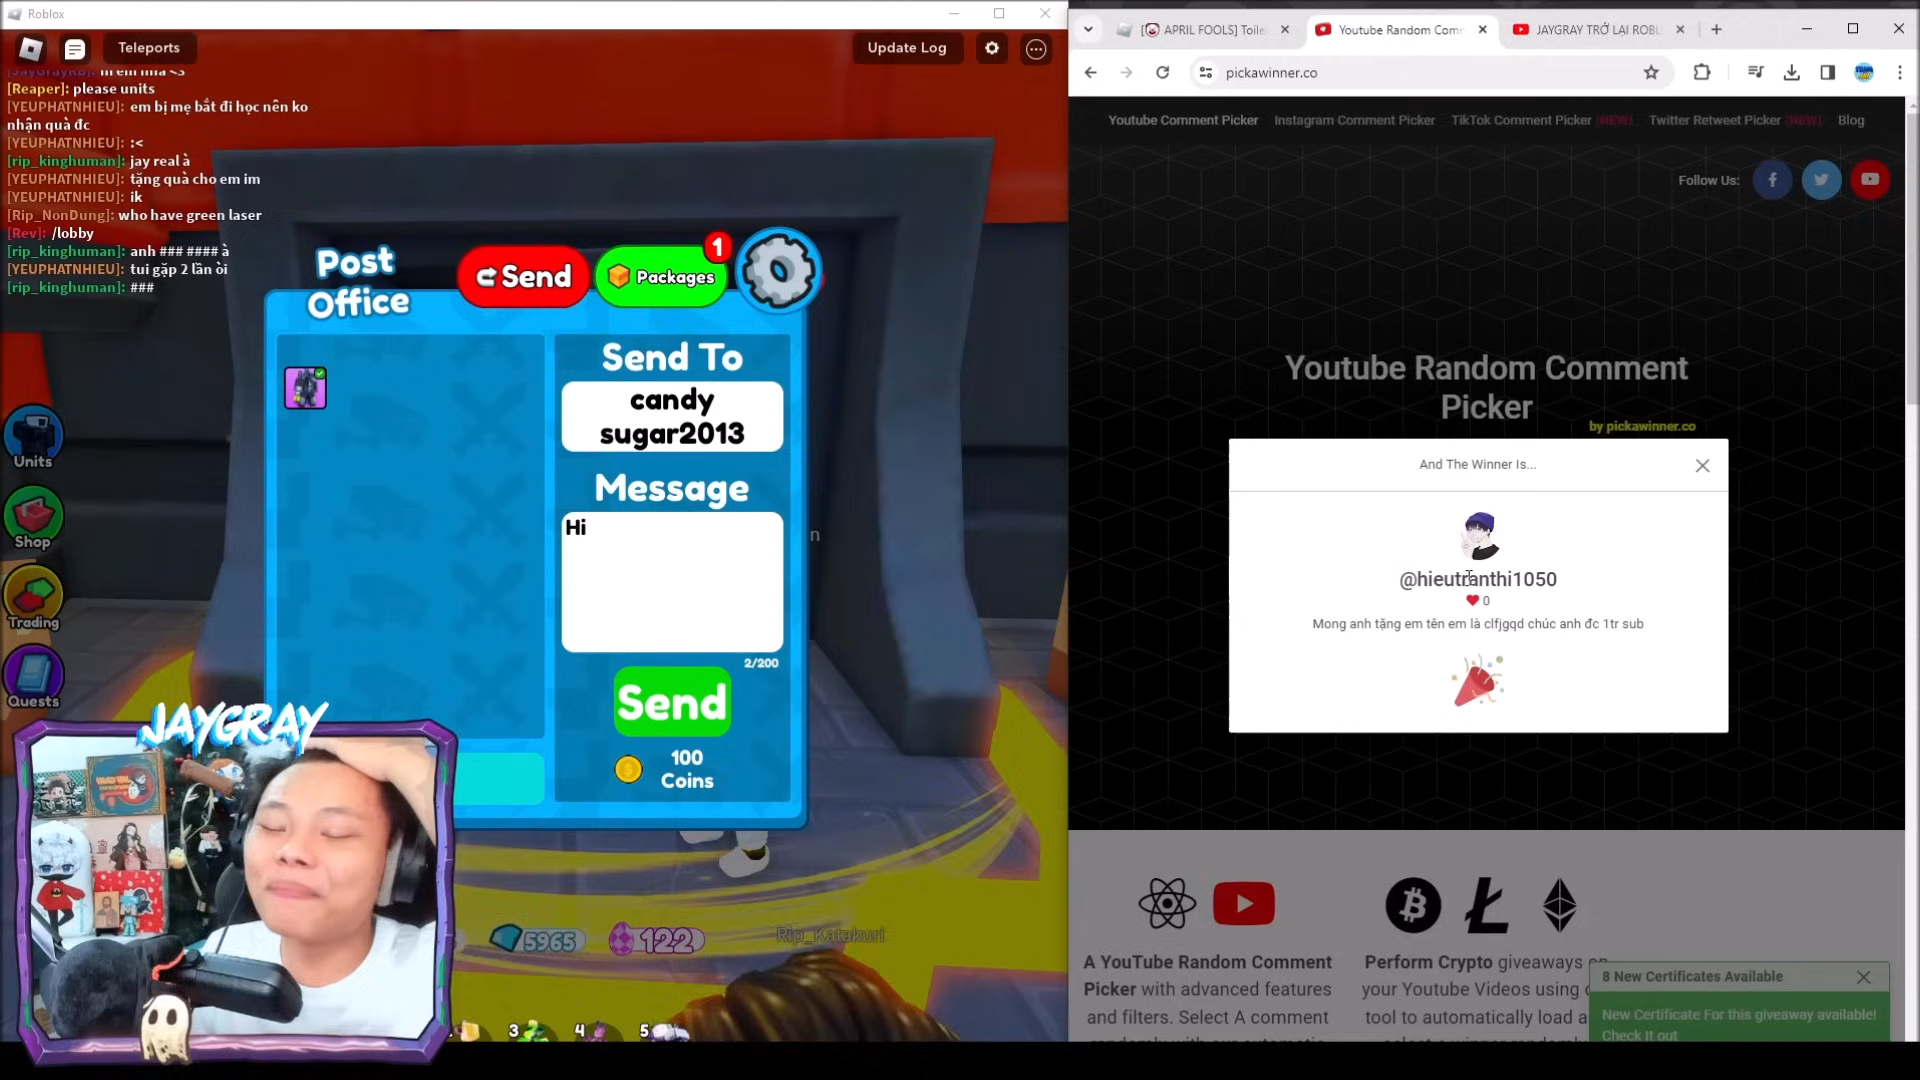 Roblox
Teleports
Update Log
[JayGrayRB]: hi em nha <3
[Reaper]: please units
[YEUPHATNHIEU]: em bị mẹ bắt đi học nên ko
nhận quà đc
[YEUPHATNHIEU]: :<
[rip_kinghuman]: jay real à
[YEUPHATNHIEU]: tặng quà cho em im
[YEUPHATNHIEU]: ik
[Rip_NonDung]: who have green laser
[Rev]: /lobby
[rip_kinghuman]: anh ### #### à
[YEUPHATNHIEU]: tui gặp 2 lần òi
[rip_kinghuman]: ###
Post
Office
Send
Packages
1
Send To
candy
sugar2013
Message
Hi
2/200
Send
100
Coins
Units
Shop
Trading
Quests
JAYGRAY
5965
122
Rip_Katakuri
3
4
5
[APRIL FOOLS] Toile
Youtube Random Com
JAYGRAY TRỞ LẠI ROBL
pickawinner.co
Youtube Comment Picker
Instagram Comment Picker
TikTok Comment Picker (NEW)
Twitter Retweet Picker (NEW)
Blog
Follow Us:
Youtube Random Comment
Picker
by pickawinner.co
And The Winner Is...
@hieutranthi1050
0
Mong anh tặng em tên em là clfjgqd chúc anh đc 1tr sub
A YouTube Random Comment
Picker with advanced features
and filters. Select A comment
Perform Crypto giveaways on
your Youtube Videos using
tool to automatically load a
8 New Certificates Available
New Certificate For this giveaway available!
Check it out